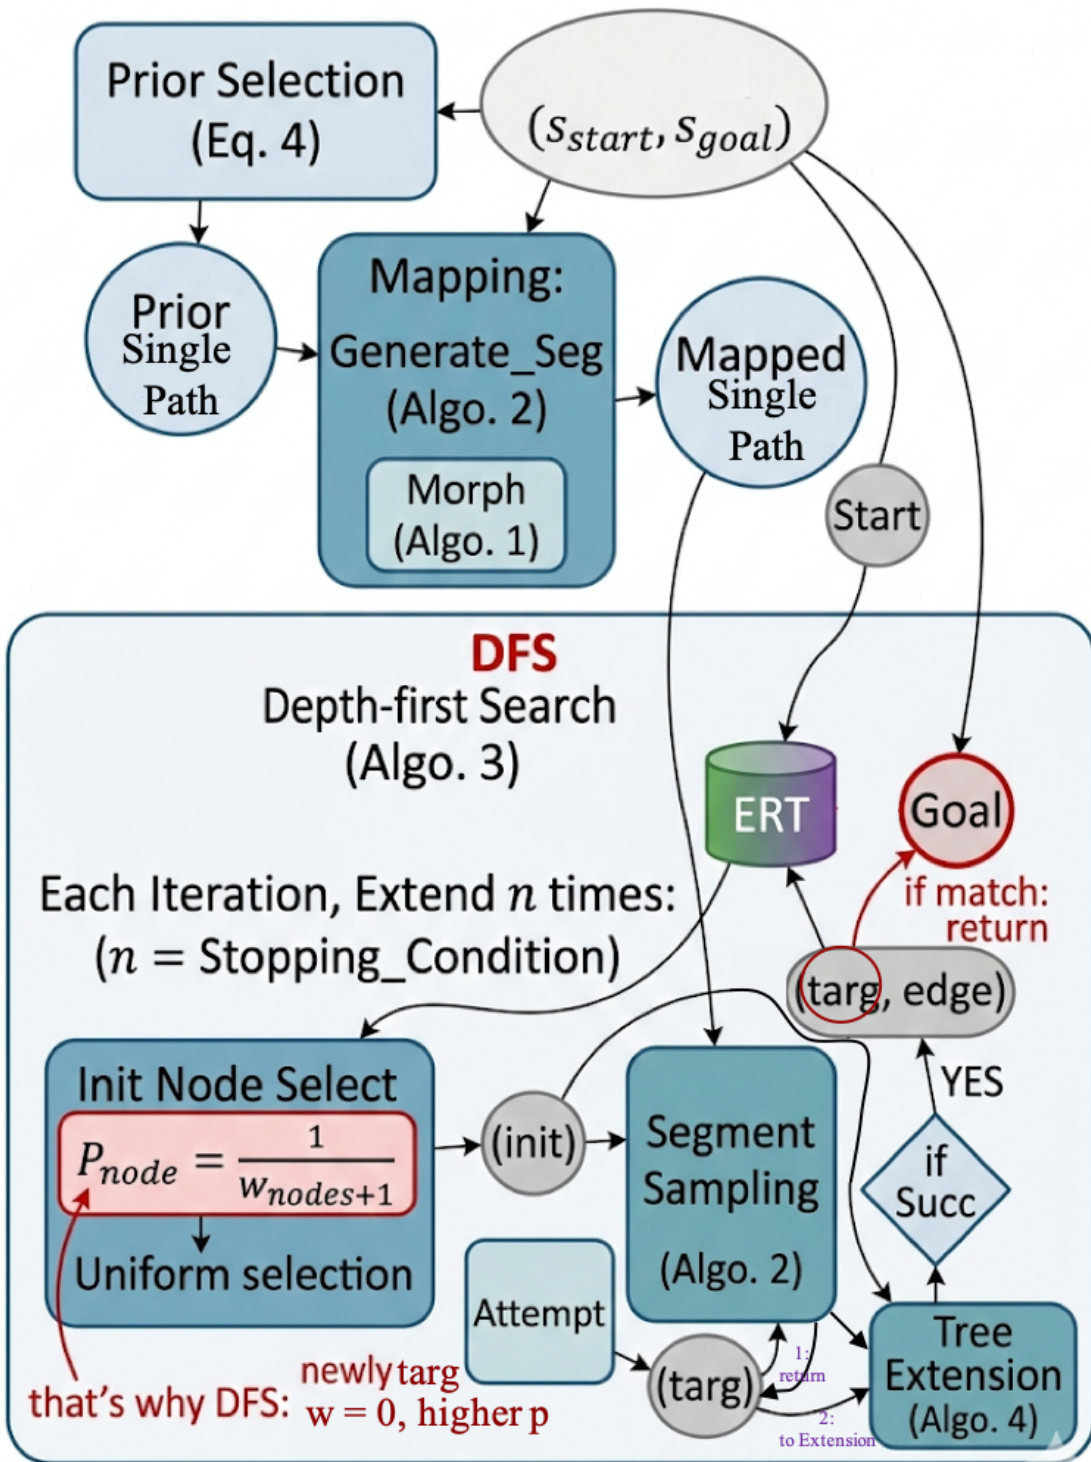 Prior Selection
(Eq. 4)
(s_start, s_goal)
Prior
Single
Path
Mapping:
Generate_Seg
(Algo. 2)
Morph
(Algo. 1)
Mapped
Single
Path
Start
DFS
Depth-first Search
(Algo. 3)
ERT
Goal
Each Iteration, Extend n times:
(n = Stopping_Condition)
if match:
return
(targ, edge)
Init Node Select
P_node = 1 / w_nodes+1
Uniform selection
(init)
Segment
Sampling
(Algo. 2)
YES
if
Succ
Attempt
(targ)
1:
return
2:
to Extension
Tree
Extension
(Algo. 4)
that's why DFS:
newly targ
w = 0, higher p